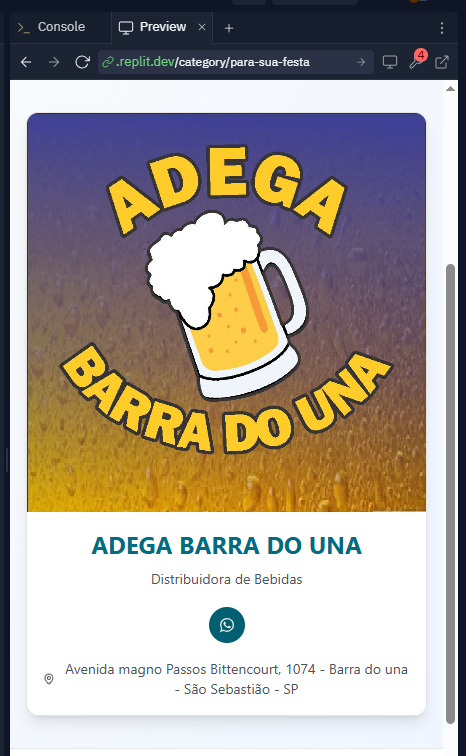 Console
Preview
.replit.dev/category/para-sua-festa
4
ADEGA
BARRA DO UNA
ADEGA BARRA DO UNA
Distribuidora de Bebidas
Avenida magno Passos Bittencourt, 1074 - Barra do una
- São Sebastião - SP